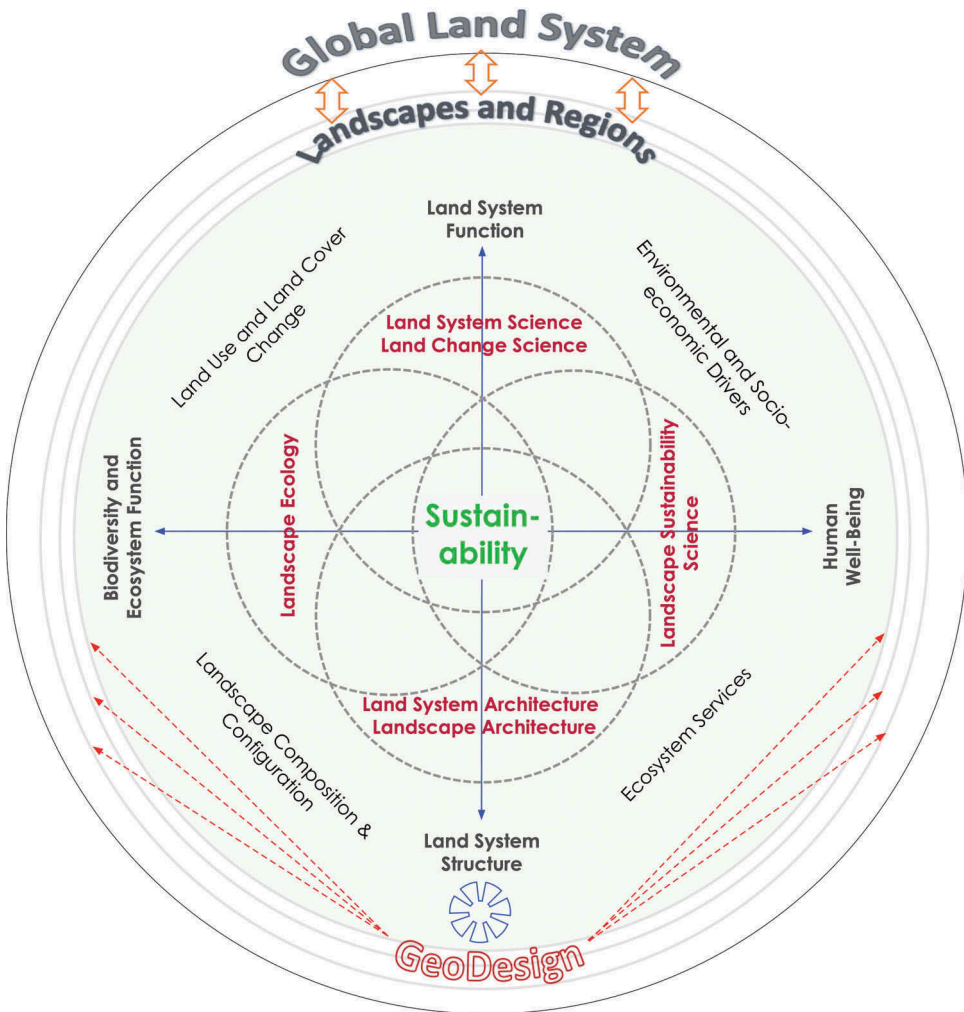 Global Land System
Landscapes and Regions
Land System
Function
Land Use and Land Cover
Change
Environmental and Socio-
economic Drivers
Land System Science
Land Change Science
Biodiversity and
Ecosystem Function
Landscape Ecology
Sustain-
ability
Landscape Sustainability
Science
Human
Well-Being
Landscape Composition &
Configuration
Land System Architecture
Landscape Architecture
Ecosystem Services
Land System
Structure
GeoDesign